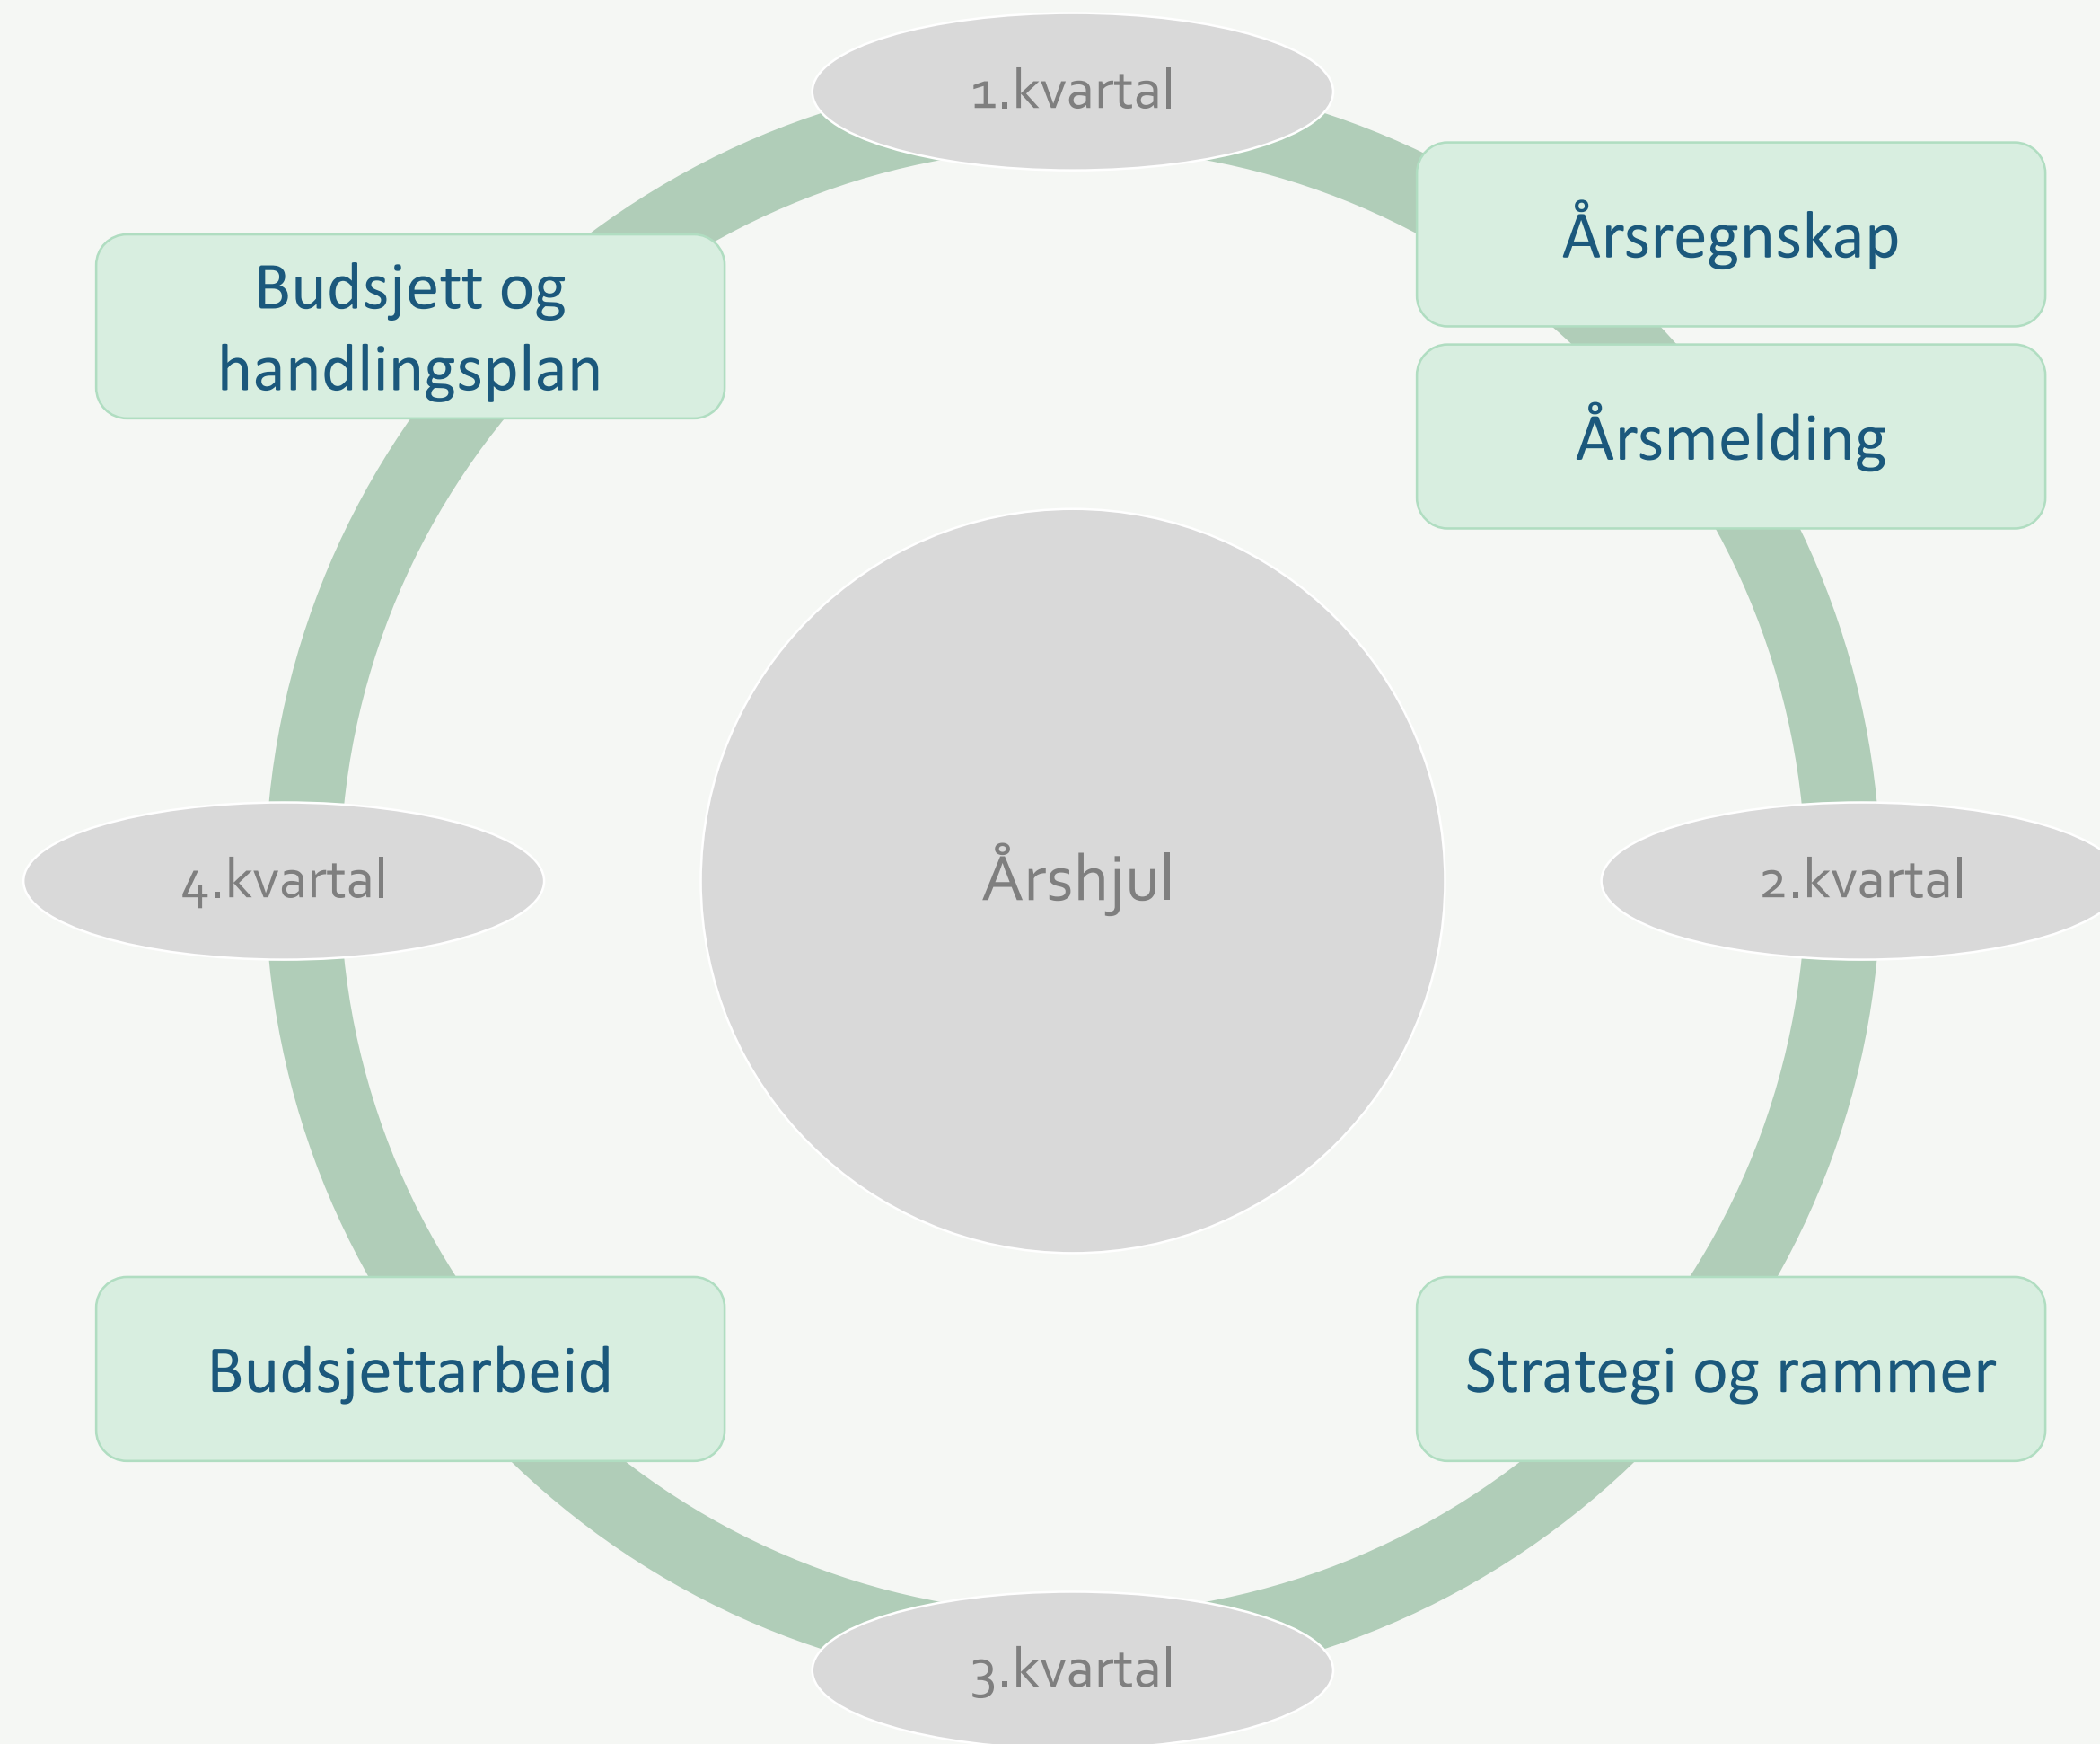 1.kvartal
Årsregnskap
Budsjett og
handlingsplan
Årsmelding
Årshjul
4.kvartal
2.kvartal
Budsjettarbeid
Strategi og rammer
3.kvartal